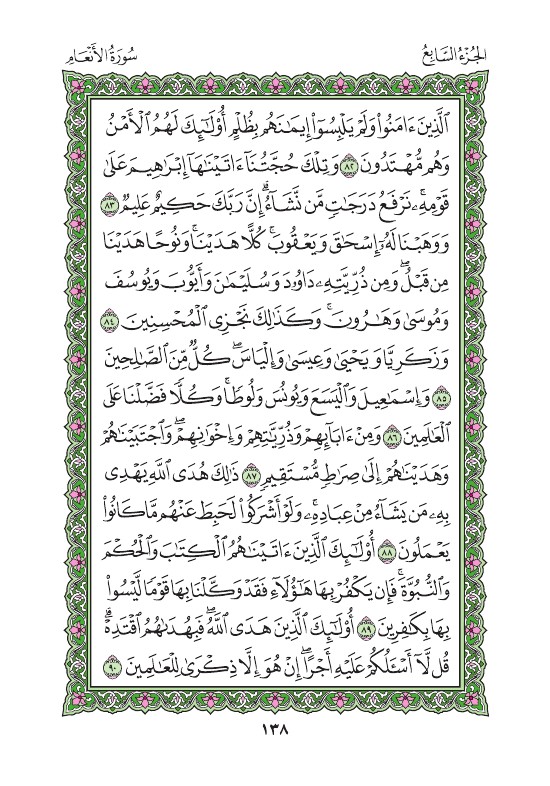 الجُزْءُ السَّابِعُ
سُورَةُ الأَنْعَامِ
ٱلَّذِينَ ءَامَنُوا۟ وَلَمْ يَلْبِسُوٓا۟ إِيمَـٰنَهُم بِظُلْمٍ أُو۟لَـٰٓئِكَ لَهُمُ ٱلْأَمْنُ
وَهُم مُّهْتَدُونَ ٨٢ وَتِلْكَ حُجَّتُنَآ ءَاتَيْنَـٰهَآ إِبْرَٰهِيمَ عَلَىٰ
قَوْمِهِۦ ۚ نَرْفَعُ دَرَجَـٰتٍ مَّن نَّشَآءُ ۗ إِنَّ رَبَّكَ حَكِيمٌ عَلِيمٌ ٨٣
وَوَهَبْنَا لَهُۥٓ إِسْحَـٰقَ وَيَعْقُوبَ ۚ كُلًّا هَدَيْنَا ۚ وَنُوحًا هَدَيْنَا
مِن قَبْلُ ۖ وَمِن ذُرِّيَّتِهِۦ دَاوُۥدَ وَسُلَيْمَـٰنَ وَأَيُّوبَ وَيُوسُفَ
وَمُوسَىٰ وَهَـٰرُونَ ۚ وَكَذَٰلِكَ نَجْزِى ٱلْمُحْسِنِينَ ٨٤
وَزَكَرِيَّا وَيَحْيَىٰ وَعِيسَىٰ وَإِلْيَاسَ ۖ كُلٌّ مِّنَ ٱلصَّـٰلِحِينَ
٨٥ وَإِسْمَـٰعِيلَ وَٱلْيَسَعَ وَيُونُسَ وَلُوطًا ۚ وَكُلًّا فَضَّلْنَا عَلَى
ٱلْعَـٰلَمِينَ ٨٦ وَمِنْ ءَابَآئِهِمْ وَذُرِّيَّـٰتِهِمْ وَإِخْوَٰنِهِمْ ۖ وَٱجْتَبَيْنَـٰهُمْ
وَهَدَيْنَـٰهُمْ إِلَىٰ صِرَٰطٍ مُّسْتَقِيمٍ ٨٧ ذَٰلِكَ هُدَى ٱللَّهِ يَهْدِى
بِهِۦ مَن يَشَآءُ مِنْ عِبَادِهِۦ ۚ وَلَوْ أَشْرَكُوا۟ لَحَبِطَ عَنْهُم مَّا كَانُوا۟
يَعْمَلُونَ ٨٨ أُو۟لَـٰٓئِكَ ٱلَّذِينَ ءَاتَيْنَـٰهُمُ ٱلْكِتَـٰبَ وَٱلْحُكْمَ
وَٱلنُّبُوَّةَ ۚ فَإِن يَكْفُرْ بِهَا هَـٰٓؤُلَآءِ فَقَدْ وَكَّلْنَا بِهَا قَوْمًا لَّيْسُوا۟
بِهَا بِكَـٰفِرِينَ ٨٩ أُو۟لَـٰٓئِكَ ٱلَّذِينَ هَدَى ٱللَّهُ ۖ فَبِهُدَىٰهُمُ ٱقْتَدِهْ ۗ
قُل لَّآ أَسْـَٔلُكُمْ عَلَيْهِ أَجْرًا ۖ إِنْ هُوَ إِلَّا ذِكْرَىٰ لِلْعَـٰلَمِينَ ٩٠
١٣٨